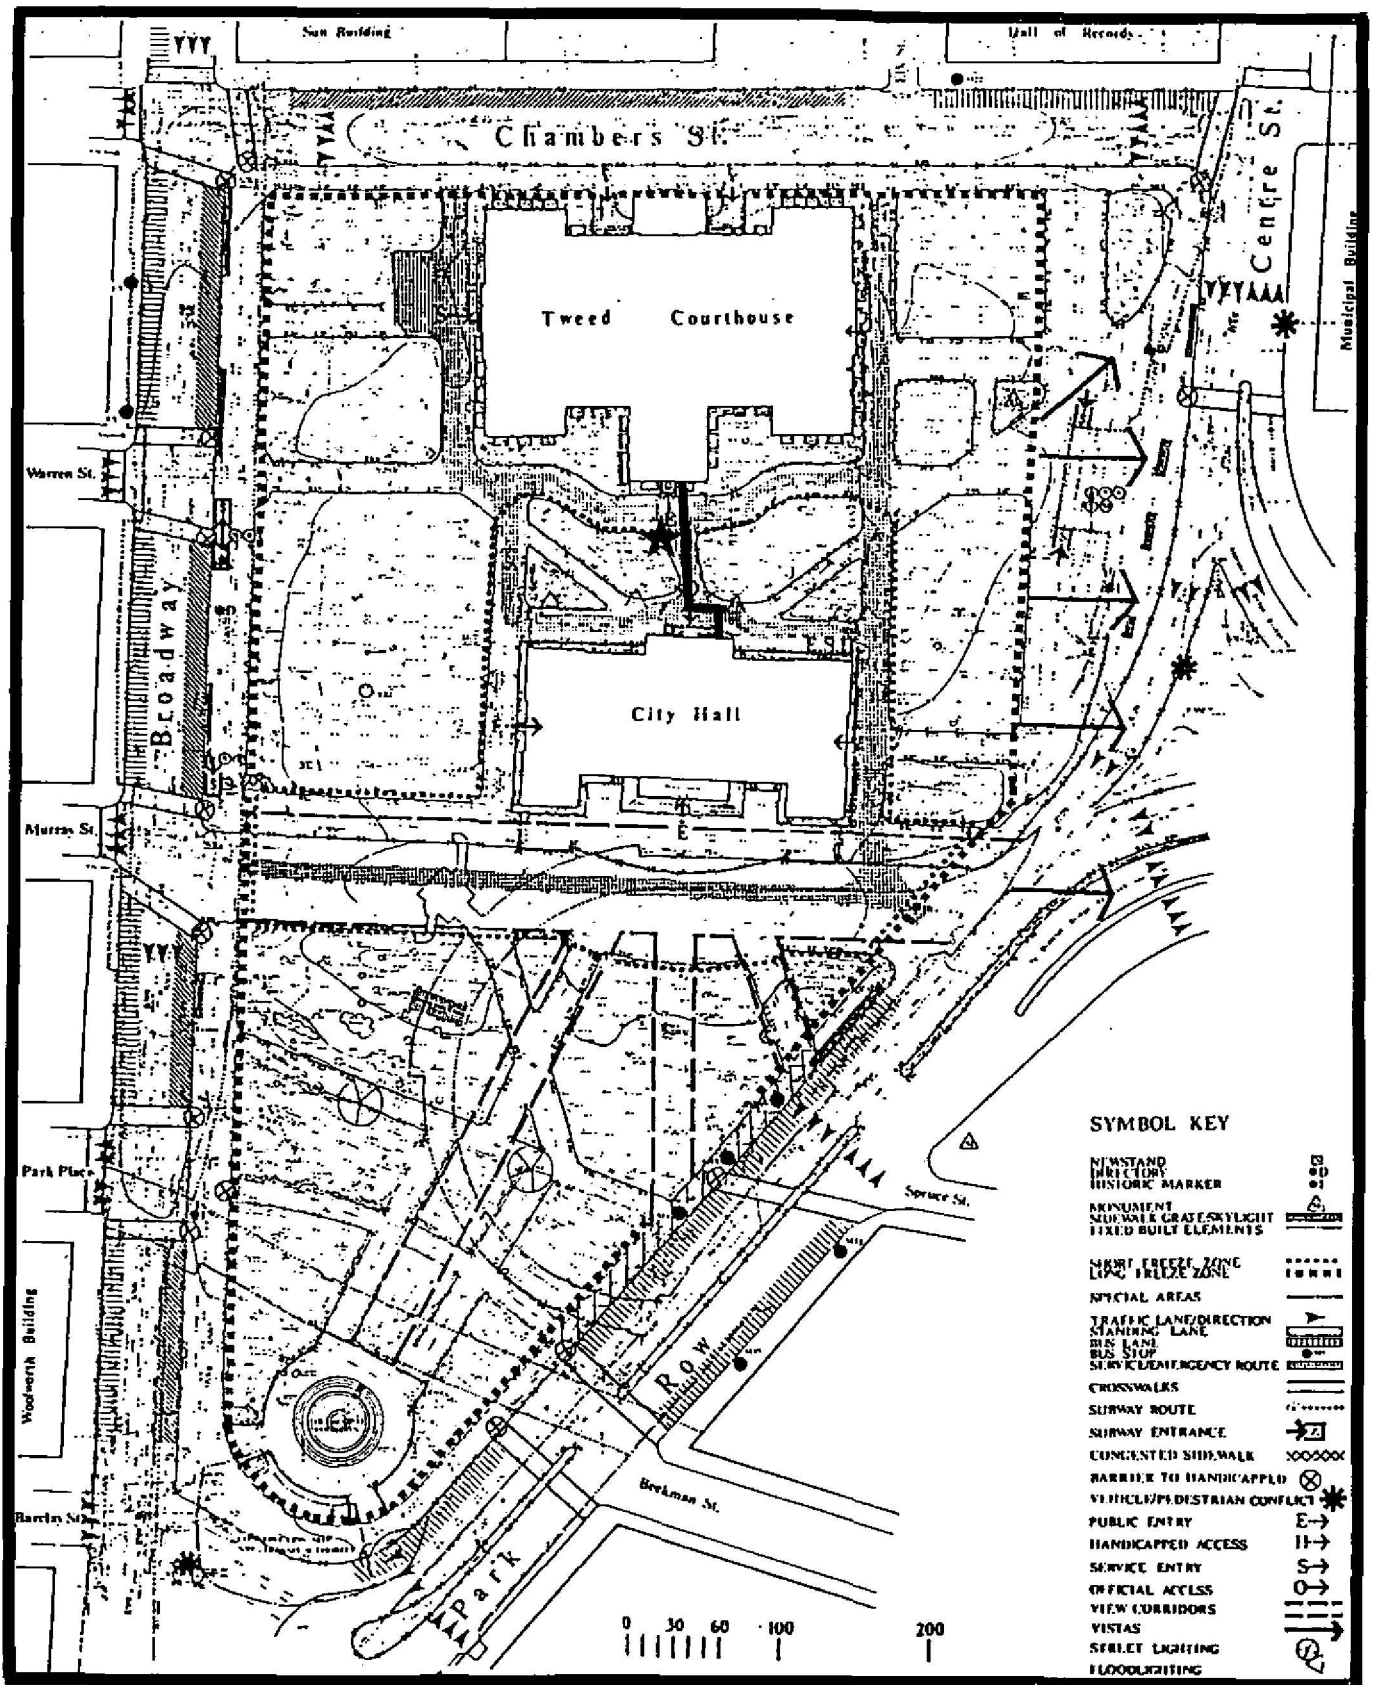 Sun Building
Hall of Records
Chambers St.
Centre St.
Municipal Building
Tweed Courthouse
Warren St.
Broadway
City Hall
E
Murray St.
Park Place
Spruce St.
Woolworth Building
Park Row
Beekman St.
Barclay St.
0 30 60 100 200
SYMBOL KEY
NEWSTAND
DIRECTORY
HISTORIC MARKER
MONUMENT
SIDEWALK GRATE/SKYLIGHT
FIXED BUILT ELEMENTS
SHORT FREEZE ZONE
LONG FREEZE ZONE
SPECIAL AREAS
TRAFFIC LANE/DIRECTION
STANDING LANE
BUS LANE
BUS STOP
SERVICE/EMERGENCY ROUTE
CROSSWALKS
SUBWAY ROUTE
SUBWAY ENTRANCE
CONGESTED SIDEWALK
BARRIER TO HANDICAPPED
VEHICLE/PEDESTRIAN CONFLICT
PUBLIC ENTRY E
HANDICAPPED ACCESS H
SERVICE ENTRY S
OFFICIAL ACCESS O
VIEW CORRIDORS
VISTAS
STREET LIGHTING
FLOODLIGHTING